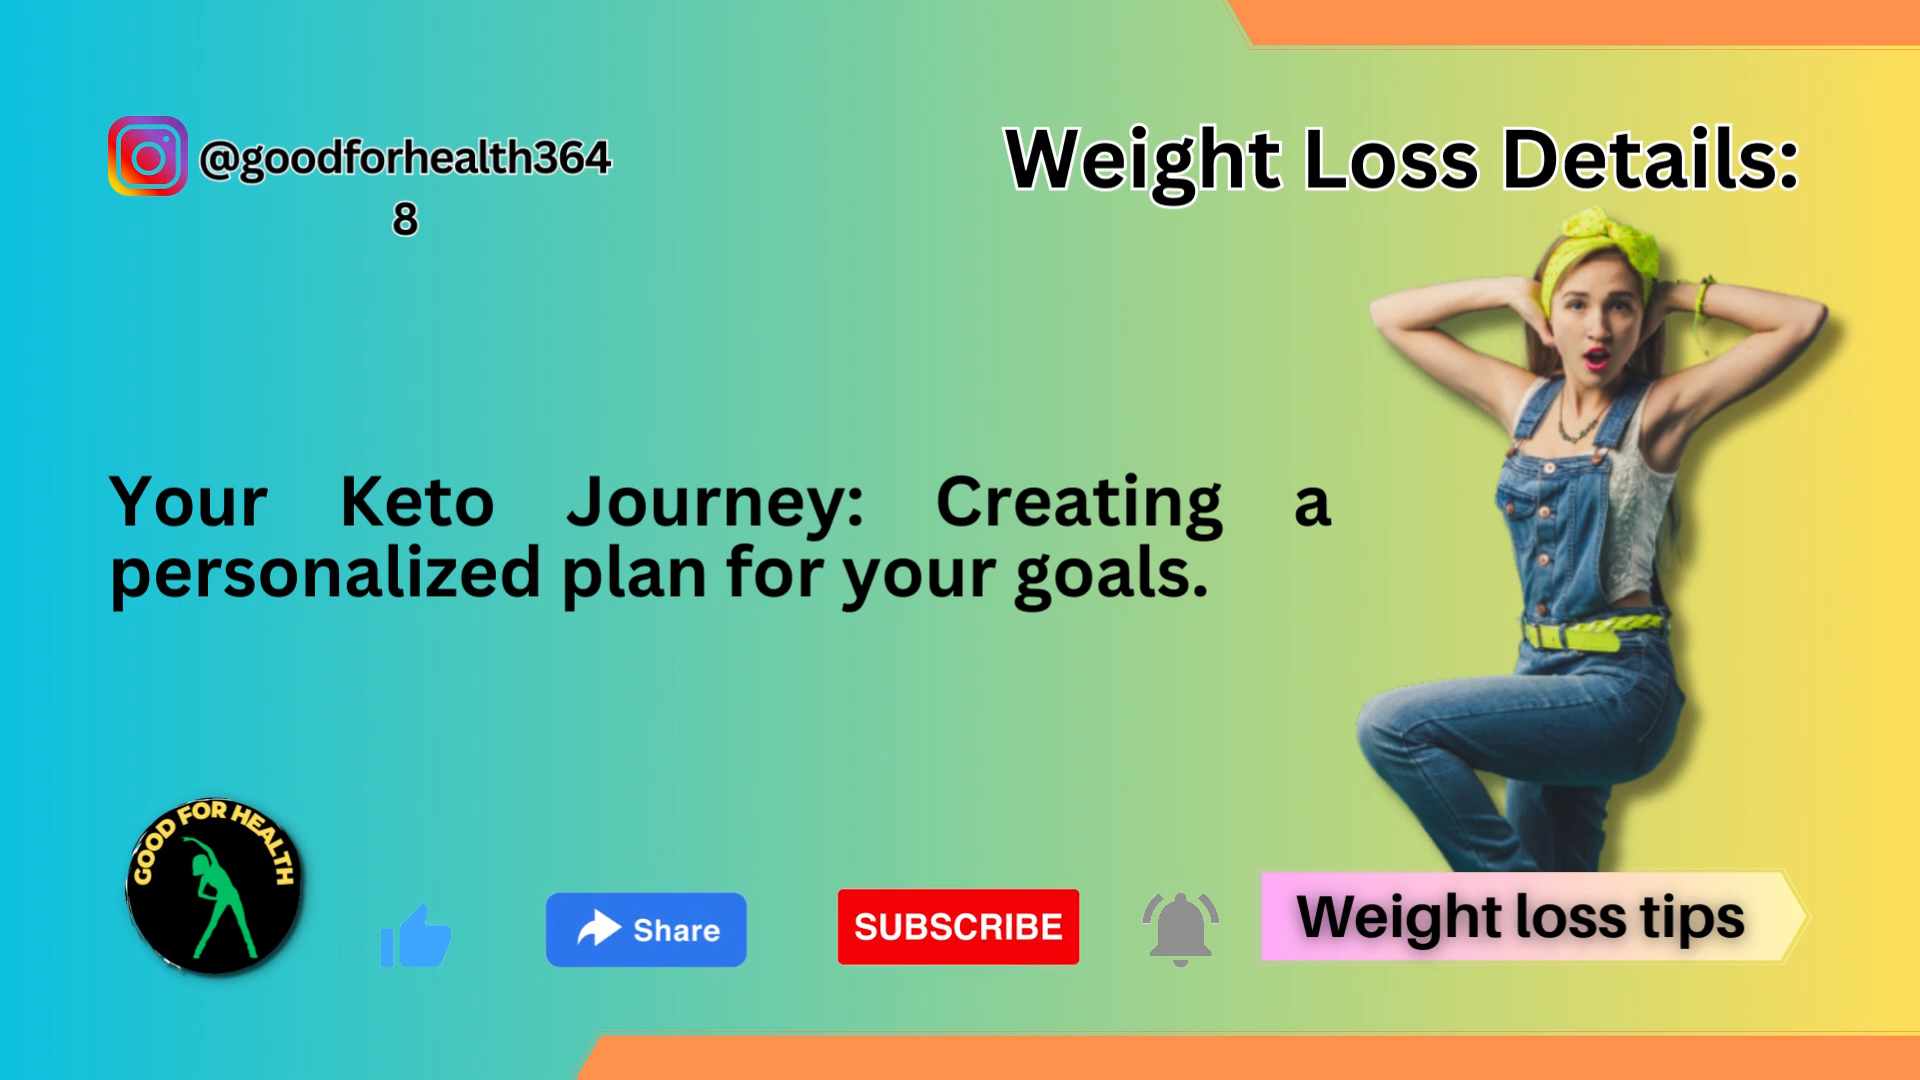 @goodforhealth364
8
Weight Loss Details:
Your Keto Journey: Creating a
personalized plan for your goals.
GOOD FOR HEALTH
Share
SUBSCRIBE
Weight loss tips